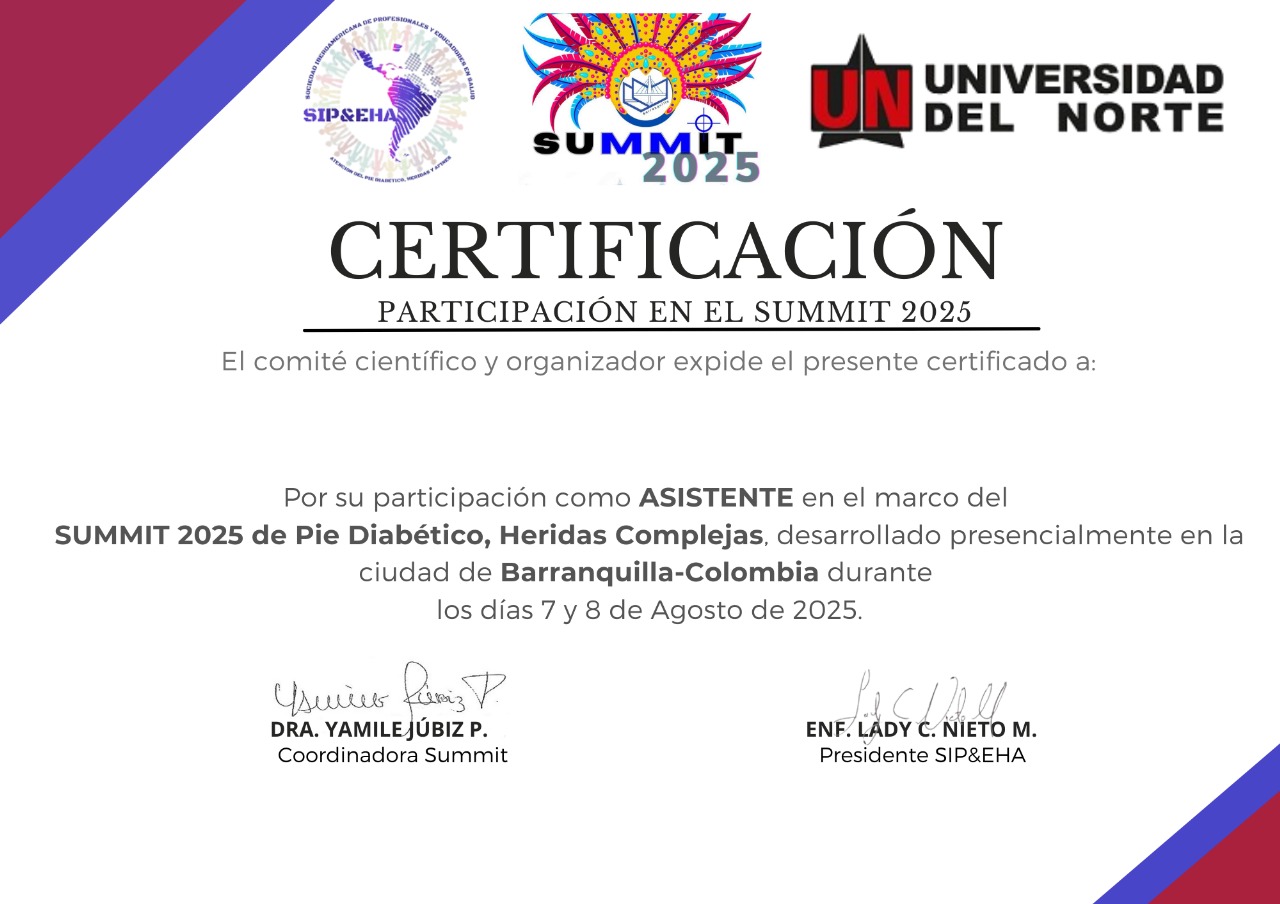 SOCIEDAD IBEROAMERICANA DE PROFESIONALES Y EDUCADORES EN SALUD
SIP&EHA
ATENCION DEL PIE DIABÉTICO, HERIDAS Y AFINES
SUMMIT
2025
UN UNIVERSIDAD
DEL NORTE
CERTIFICACIÓN
PARTICIPACIÓN EN EL SUMMIT 2025
El comité científico y organizador expide el presente certificado a:
Por su participación como ASISTENTE en el marco del
SUMMIT 2025 de Pie Diabético, Heridas Complejas, desarrollado presencialmente en la
ciudad de Barranquilla-Colombia durante
los días 7 y 8 de Agosto de 2025.
Yamile Júbiz P.
DRA. YAMILE JÚBIZ P.
Coordinadora Summit
Lady C Nieto M
ENF. LADY C. NIETO M.
Presidente SIP&EHA